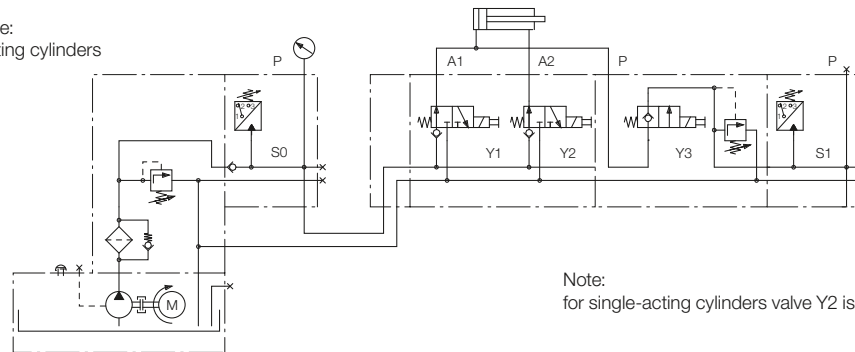 e:
ting cylinders
P
A1
A2
P
P
S0
Y1
Y2
Y3
S1
M
Note:
for single-acting cylinders valve Y2 is